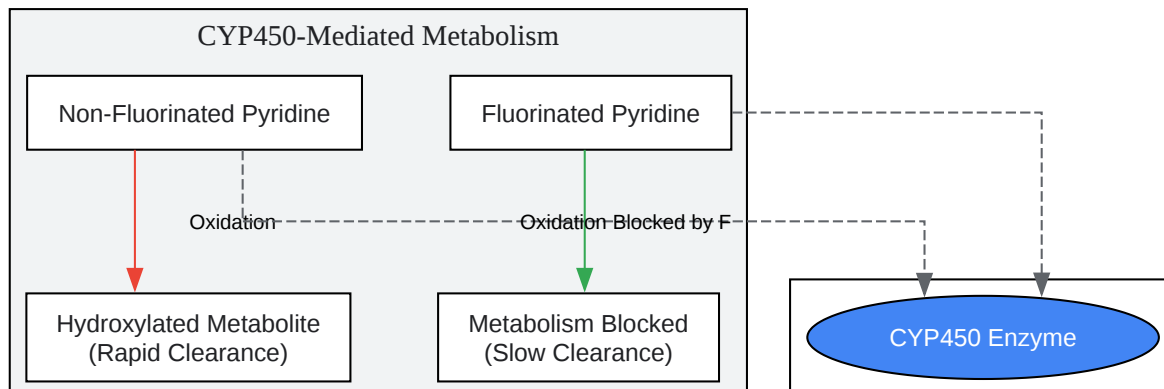 CYP450-Mediated Metabolism
Non-Fluorinated Pyridine
Fluorinated Pyridine
Oxidation
Oxidation Blocked by F
Hydroxylated Metabolite
(Rapid Clearance)
Metabolism Blocked
(Slow Clearance)
CYP450 Enzyme